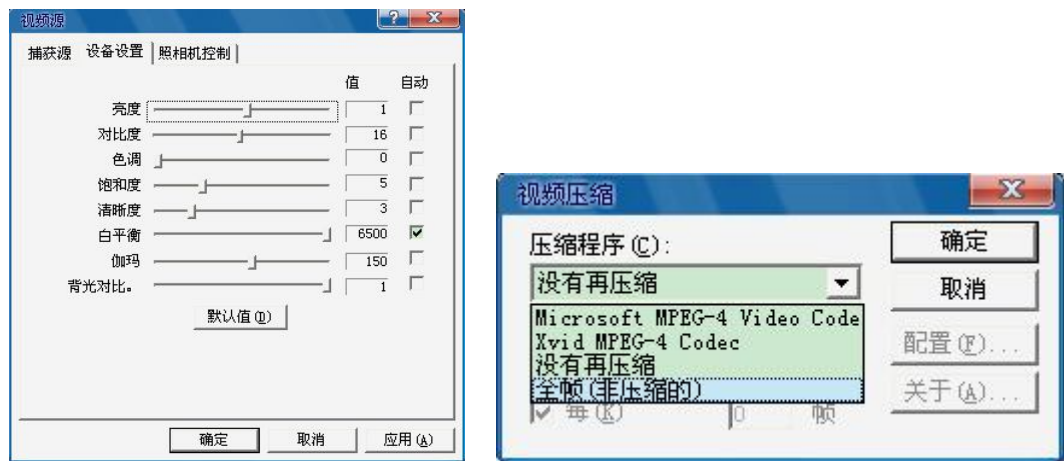 视频源
?
X
捕获源 设备设置 照相机控制
值 自动
亮度 1
对比度 16
色调 0
饱和度 5
清晰度 3
白平衡 6500
伽玛 150
背光对比。 1
默认值(D)
确定 取消 应用(A)
视频压缩
X
压缩程序(C):
没有再压缩
Microsoft MPEG-4 Video Code
Xvid MPEG-4 Codec
没有再压缩
全帧(非压缩的)
每(K) 0 帧
确定
取消
配置(F)...
关于(A)...